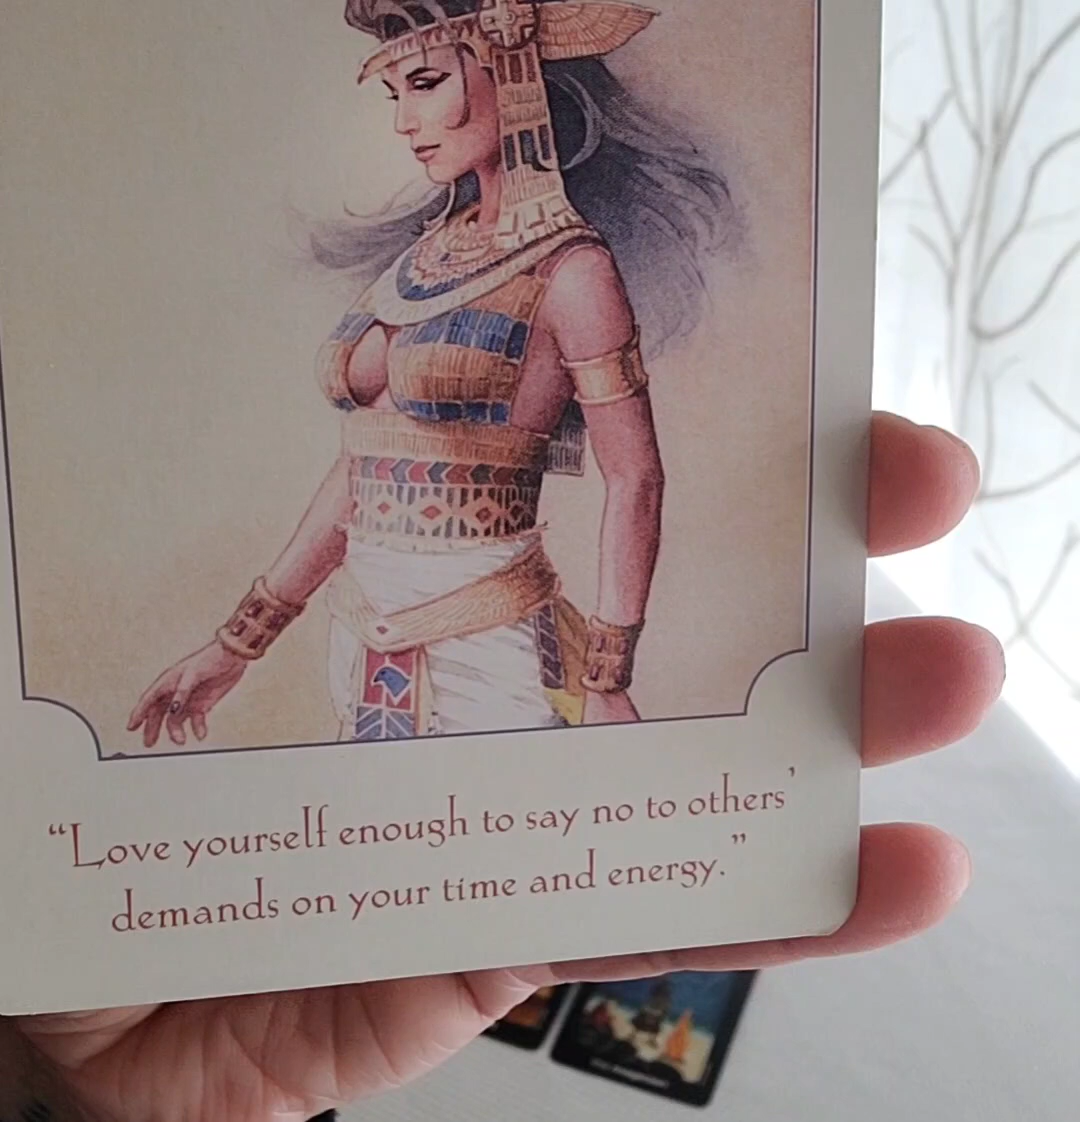 “Love yourself enough to say no to others’
demands on your time and energy.”